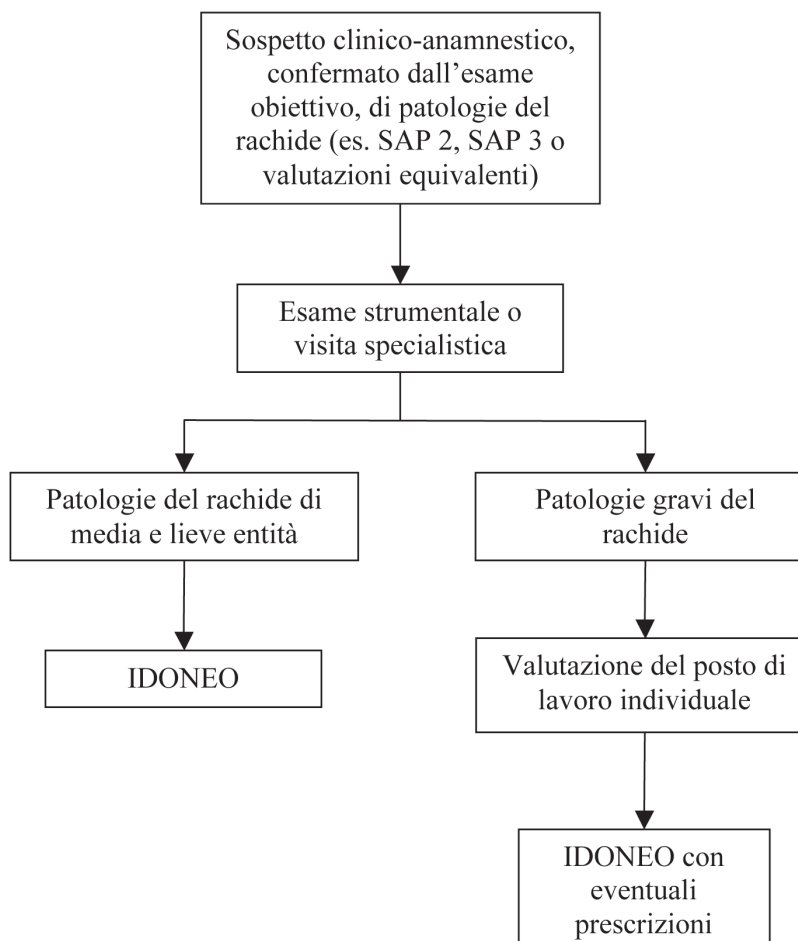 Sospetto clinico-anamnestico,
confermato dall'esame
obiettivo, di patologie del
rachide (es. SAP 2, SAP 3 o
valutazioni equivalenti)
Esame strumentale o
visita specialistica
Patologie del rachide di
media e lieve entità
Patologie gravi del
rachide
IDONEO
Valutazione del posto di
lavoro individuale
IDONEO con
eventuali
prescrizioni